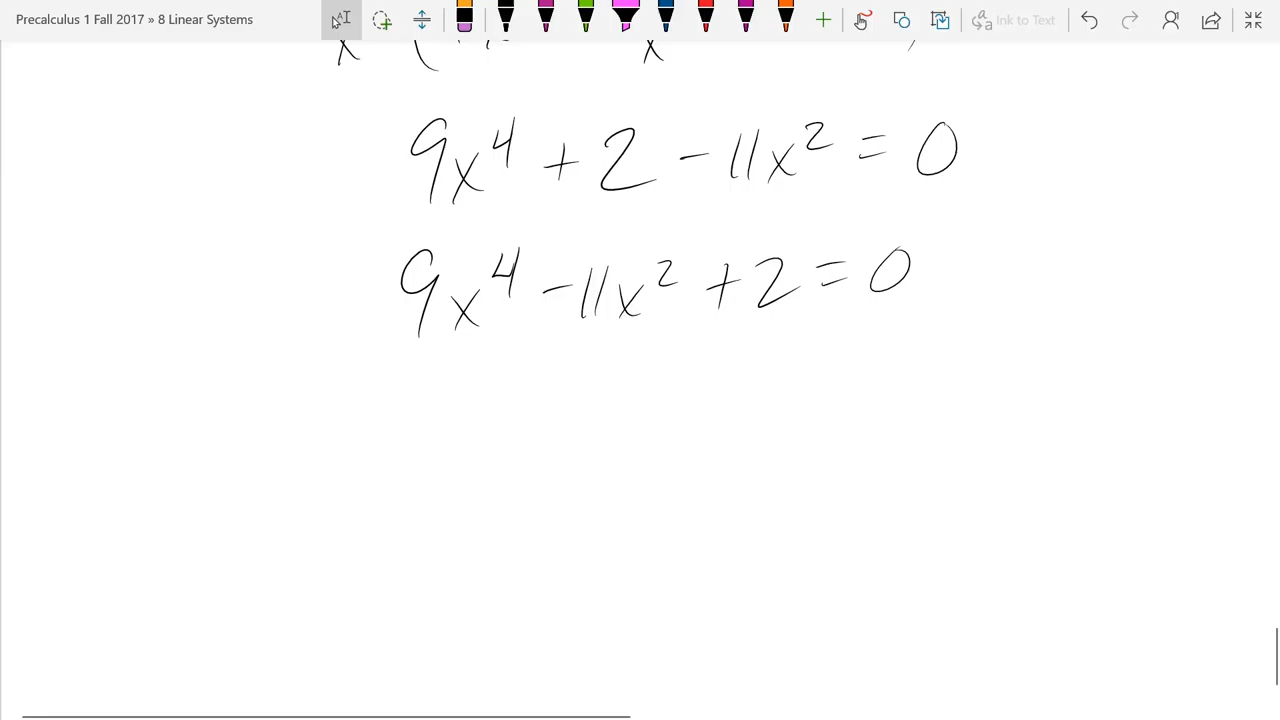 Precalculus 1 Fall 2017 » 8 Linear Systems
Ink to Text
9x⁴ + 2 - 11x² = 0
9x⁴ - 11x² + 2 = 0